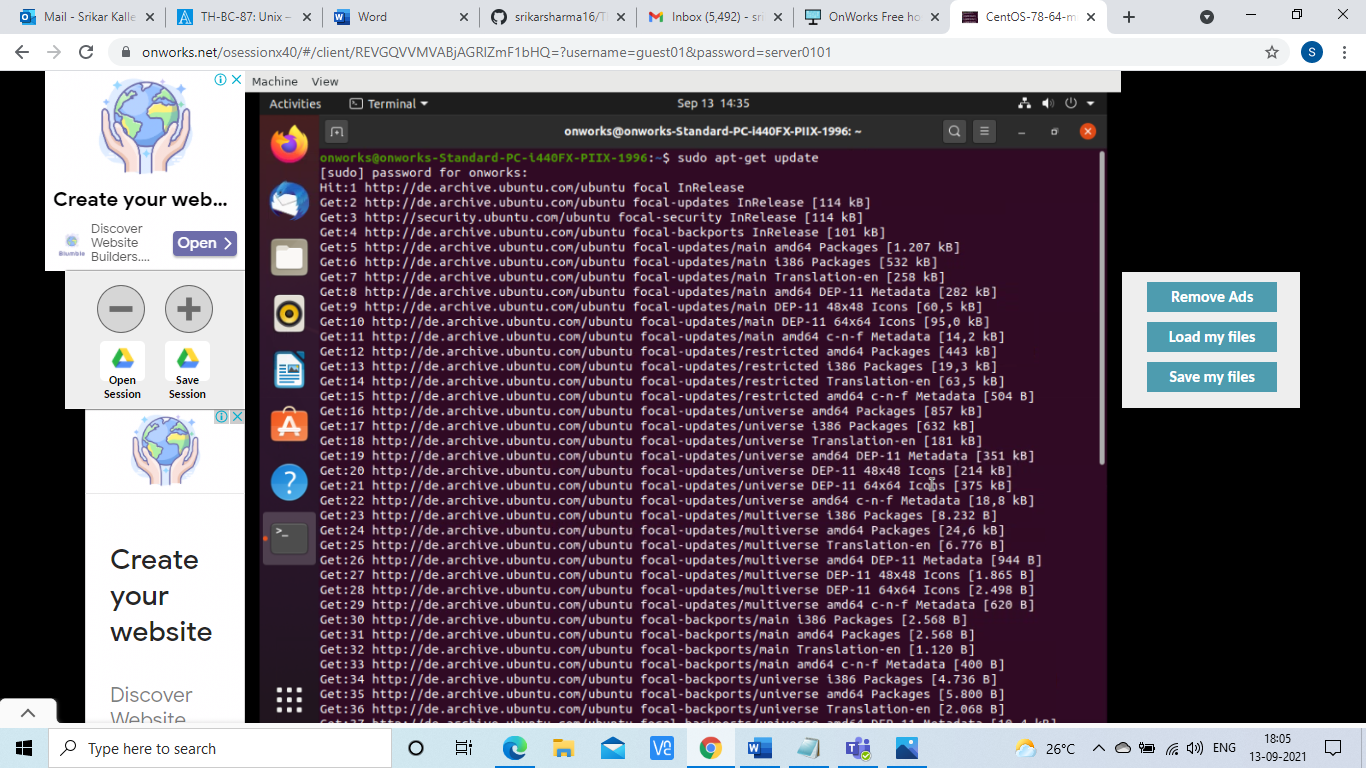 Mail - Srikar Kalle
TH-BC-87: Unix –
Word
srikarsharma16/T
Inbox (5,492) - sri
OnWorks Free ho
CentOS-78-64-m
onworks.net/osessionx40/#/client/REVGQVVMVABjAGRlZmF1bHQ=?username=guest01&password=server0101
S
Machine View
Activities
Terminal
Sep 13 14:35
onworks@onworks-Standard-PC-i440FX-PIIX-1996: ~
onworks@onworks-Standard-PC-i440FX-PIIX-1996:~$ sudo apt-get update
[sudo] password for onworks:
Hit:1 http://de.archive.ubuntu.com/ubuntu focal InRelease
Get:2 http://de.archive.ubuntu.com/ubuntu focal-updates InRelease [114 kB]
Get:3 http://security.ubuntu.com/ubuntu focal-security InRelease [114 kB]
Get:4 http://de.archive.ubuntu.com/ubuntu focal-backports InRelease [101 kB]
Get:5 http://de.archive.ubuntu.com/ubuntu focal-updates/main amd64 Packages [1.207 kB]
Get:6 http://de.archive.ubuntu.com/ubuntu focal-updates/main i386 Packages [532 kB]
Get:7 http://de.archive.ubuntu.com/ubuntu focal-updates/main Translation-en [258 kB]
Get:8 http://de.archive.ubuntu.com/ubuntu focal-updates/main amd64 DEP-11 Metadata [282 kB]
Get:9 http://de.archive.ubuntu.com/ubuntu focal-updates/main DEP-11 48x48 Icons [60,5 kB]
Get:10 http://de.archive.ubuntu.com/ubuntu focal-updates/main DEP-11 64x64 Icons [95,0 kB]
Get:11 http://de.archive.ubuntu.com/ubuntu focal-updates/main amd64 c-n-f Metadata [14,2 kB]
Get:12 http://de.archive.ubuntu.com/ubuntu focal-updates/restricted amd64 Packages [443 kB]
Get:13 http://de.archive.ubuntu.com/ubuntu focal-updates/restricted i386 Packages [19,3 kB]
Get:14 http://de.archive.ubuntu.com/ubuntu focal-updates/restricted Translation-en [63,5 kB]
Get:15 http://de.archive.ubuntu.com/ubuntu focal-updates/restricted amd64 c-n-f Metadata [504 B]
Get:16 http://de.archive.ubuntu.com/ubuntu focal-updates/universe amd64 Packages [857 kB]
Get:17 http://de.archive.ubuntu.com/ubuntu focal-updates/universe i386 Packages [632 kB]
Get:18 http://de.archive.ubuntu.com/ubuntu focal-updates/universe Translation-en [181 kB]
Get:19 http://de.archive.ubuntu.com/ubuntu focal-updates/universe amd64 DEP-11 Metadata [351 kB]
Get:20 http://de.archive.ubuntu.com/ubuntu focal-updates/universe DEP-11 48x48 Icons [214 kB]
Get:21 http://de.archive.ubuntu.com/ubuntu focal-updates/universe DEP-11 64x64 Icons [375 kB]
Get:22 http://de.archive.ubuntu.com/ubuntu focal-updates/universe amd64 c-n-f Metadata [18,8 kB]
Get:23 http://de.archive.ubuntu.com/ubuntu focal-updates/multiverse i386 Packages [8.232 B]
Get:24 http://de.archive.ubuntu.com/ubuntu focal-updates/multiverse amd64 Packages [24,6 kB]
Get:25 http://de.archive.ubuntu.com/ubuntu focal-updates/multiverse Translation-en [6.776 B]
Get:26 http://de.archive.ubuntu.com/ubuntu focal-updates/multiverse amd64 DEP-11 Metadata [944 B]
Get:27 http://de.archive.ubuntu.com/ubuntu focal-updates/multiverse DEP-11 48x48 Icons [1.865 B]
Get:28 http://de.archive.ubuntu.com/ubuntu focal-updates/multiverse DEP-11 64x64 Icons [2.498 B]
Get:29 http://de.archive.ubuntu.com/ubuntu focal-updates/multiverse amd64 c-n-f Metadata [620 B]
Get:30 http://de.archive.ubuntu.com/ubuntu focal-backports/main i386 Packages [2.568 B]
Get:31 http://de.archive.ubuntu.com/ubuntu focal-backports/main amd64 Packages [2.568 B]
Get:32 http://de.archive.ubuntu.com/ubuntu focal-backports/main Translation-en [1.120 B]
Get:33 http://de.archive.ubuntu.com/ubuntu focal-backports/main amd64 c-n-f Metadata [400 B]
Get:34 http://de.archive.ubuntu.com/ubuntu focal-backports/universe i386 Packages [4.736 B]
Get:35 http://de.archive.ubuntu.com/ubuntu focal-backports/universe amd64 Packages [5.800 B]
Get:36 http://de.archive.ubuntu.com/ubuntu focal-backports/universe Translation-en [2.068 B]
Get:37 http://de.archive.ubuntu.com/ubuntu focal-backports/universe amd64 DEP-11 Metadata [10,4 kB]
Create your web...
Discover
Website
Builders....
Open
Open
Session
Save
Session
Create
your
website
Discover
Website
Remove Ads
Load my files
Save my files
Type here to search
26°C
ENG
18:05
13-09-2021